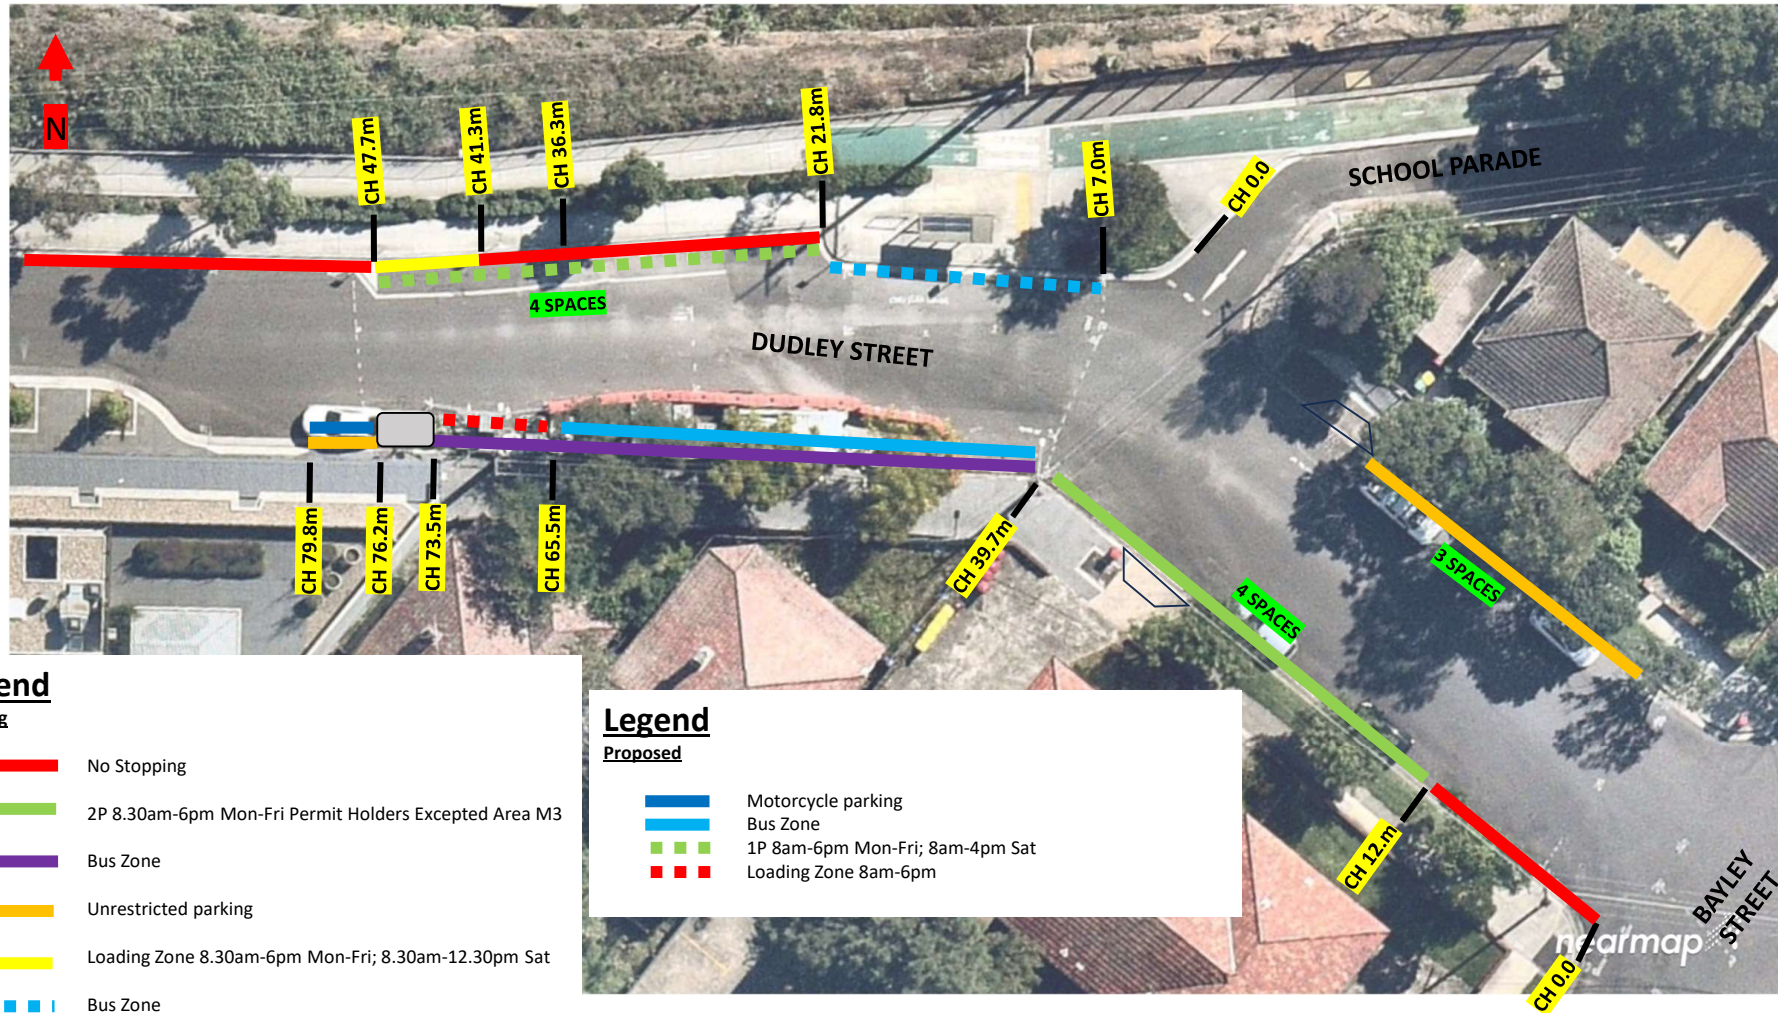 N
CH 47.7m
CH 41.3m
CH 36.3m
CH 21.8m
CH 7.0m
CH 0.0
SCHOOL PARADE
4 SPACES
DUDLEY STREET
CH 79.8m
CH 76.2m
CH 73.5m
CH 65.5m
CH 39.7m
3 SPACES
4 SPACES
CH 12.m
CH 0.0
BAYLEY
STREET
nearmap
end
g
No Stopping
2P 8.30am-6pm Mon-Fri Permit Holders Excepted Area M3
Bus Zone
Unrestricted parking
Loading Zone 8.30am-6pm Mon-Fri; 8.30am-12.30pm Sat
Bus Zone
Legend
Proposed
Motorcycle parking
Bus Zone
1P 8am-6pm Mon-Fri; 8am-4pm Sat
Loading Zone 8am-6pm